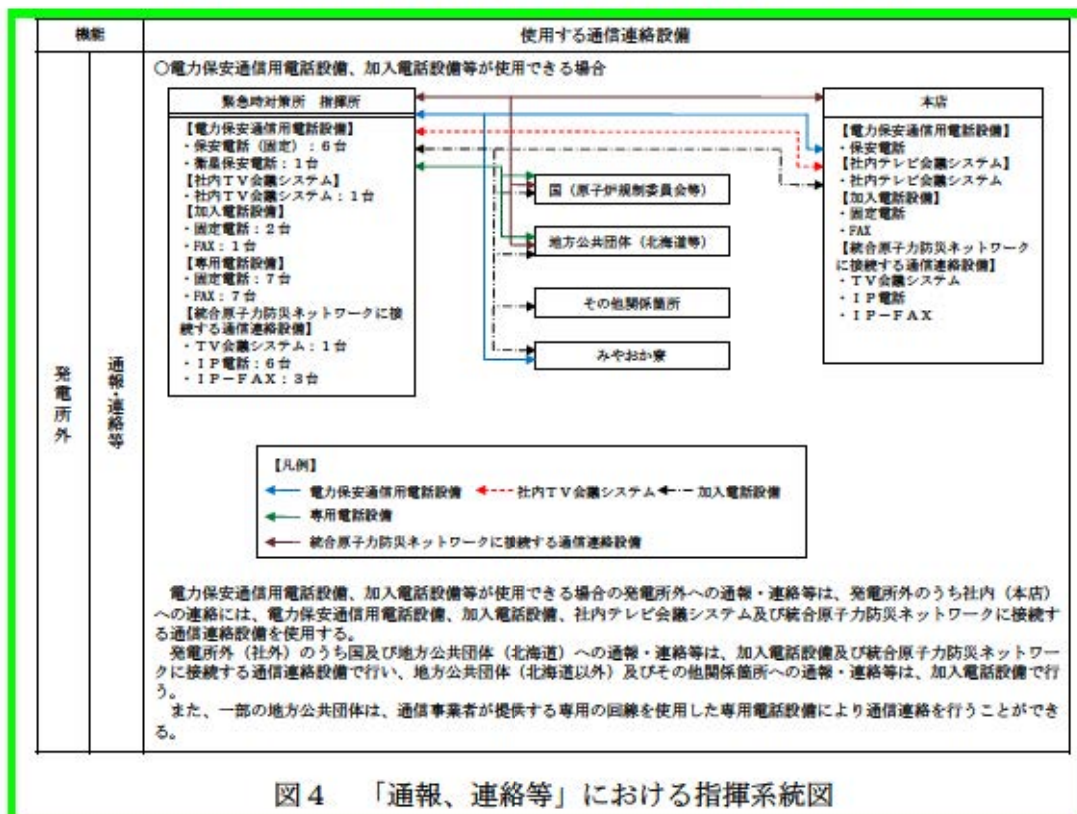 機能
使用する通信連絡設備
発電所外
通報・連絡等
○電力保安通信用電話設備、加入電話設備等が使用できる場合
緊急時対策所　指揮所
【電力保安通信用電話設備】
・保安電話（固定）：6台
・衛星保安電話：1台
【社内TV会議システム】
・社内TV会議システム：1台
【加入電話設備】
・固定電話：2台
・FAX：1台
【専用電話設備】
・固定電話：7台
・FAX：7台
【統合原子力防災ネットワークに接
続する通信連絡設備】
・TV会議システム：1台
・IP電話：6台
・IP－FAX：3台
国（原子炉規制委員会等）
地方公共団体（北海道等）
その他関係箇所
みやおか寮
本店
【電力保安通信用電話設備】
・保安電話
【社内テレビ会議システム】
・社内テレビ会議システム
【加入電話設備】
・固定電話
・FAX
【統合原子力防災ネットワーク
に接続する通信連絡設備】
・TV会議システム
・IP電話
・IP－FAX
【凡例】
電力保安通信用電話設備　社内TV会議システム　加入電話設備
専用電話設備
統合原子力防災ネットワークに接続する通信連絡設備
電力保安通信用電話設備、加入電話設備等が使用できる場合の発電所外への通報・連絡等は、発電所外のうち社内（本店）
への連絡には、電力保安通信用電話設備、加入電話設備、社内テレビ会議システム及び統合原子力防災ネットワークに接続す
る通信連絡設備を使用する。
発電所外（社外）のうち国及び地方公共団体（北海道）への通報・連絡等は、加入電話設備及び統合原子力防災ネットワー
クに接続する通信連絡設備で行い、地方公共団体（北海道以外）及びその他関係箇所への通報・連絡等は、加入電話設備で行
う。
また、一部の地方公共団体は、通信事業者が提供する専用の回線を使用した専用電話設備により通信連絡を行うことができ
る。
図4　「通報、連絡等」における指揮系統図